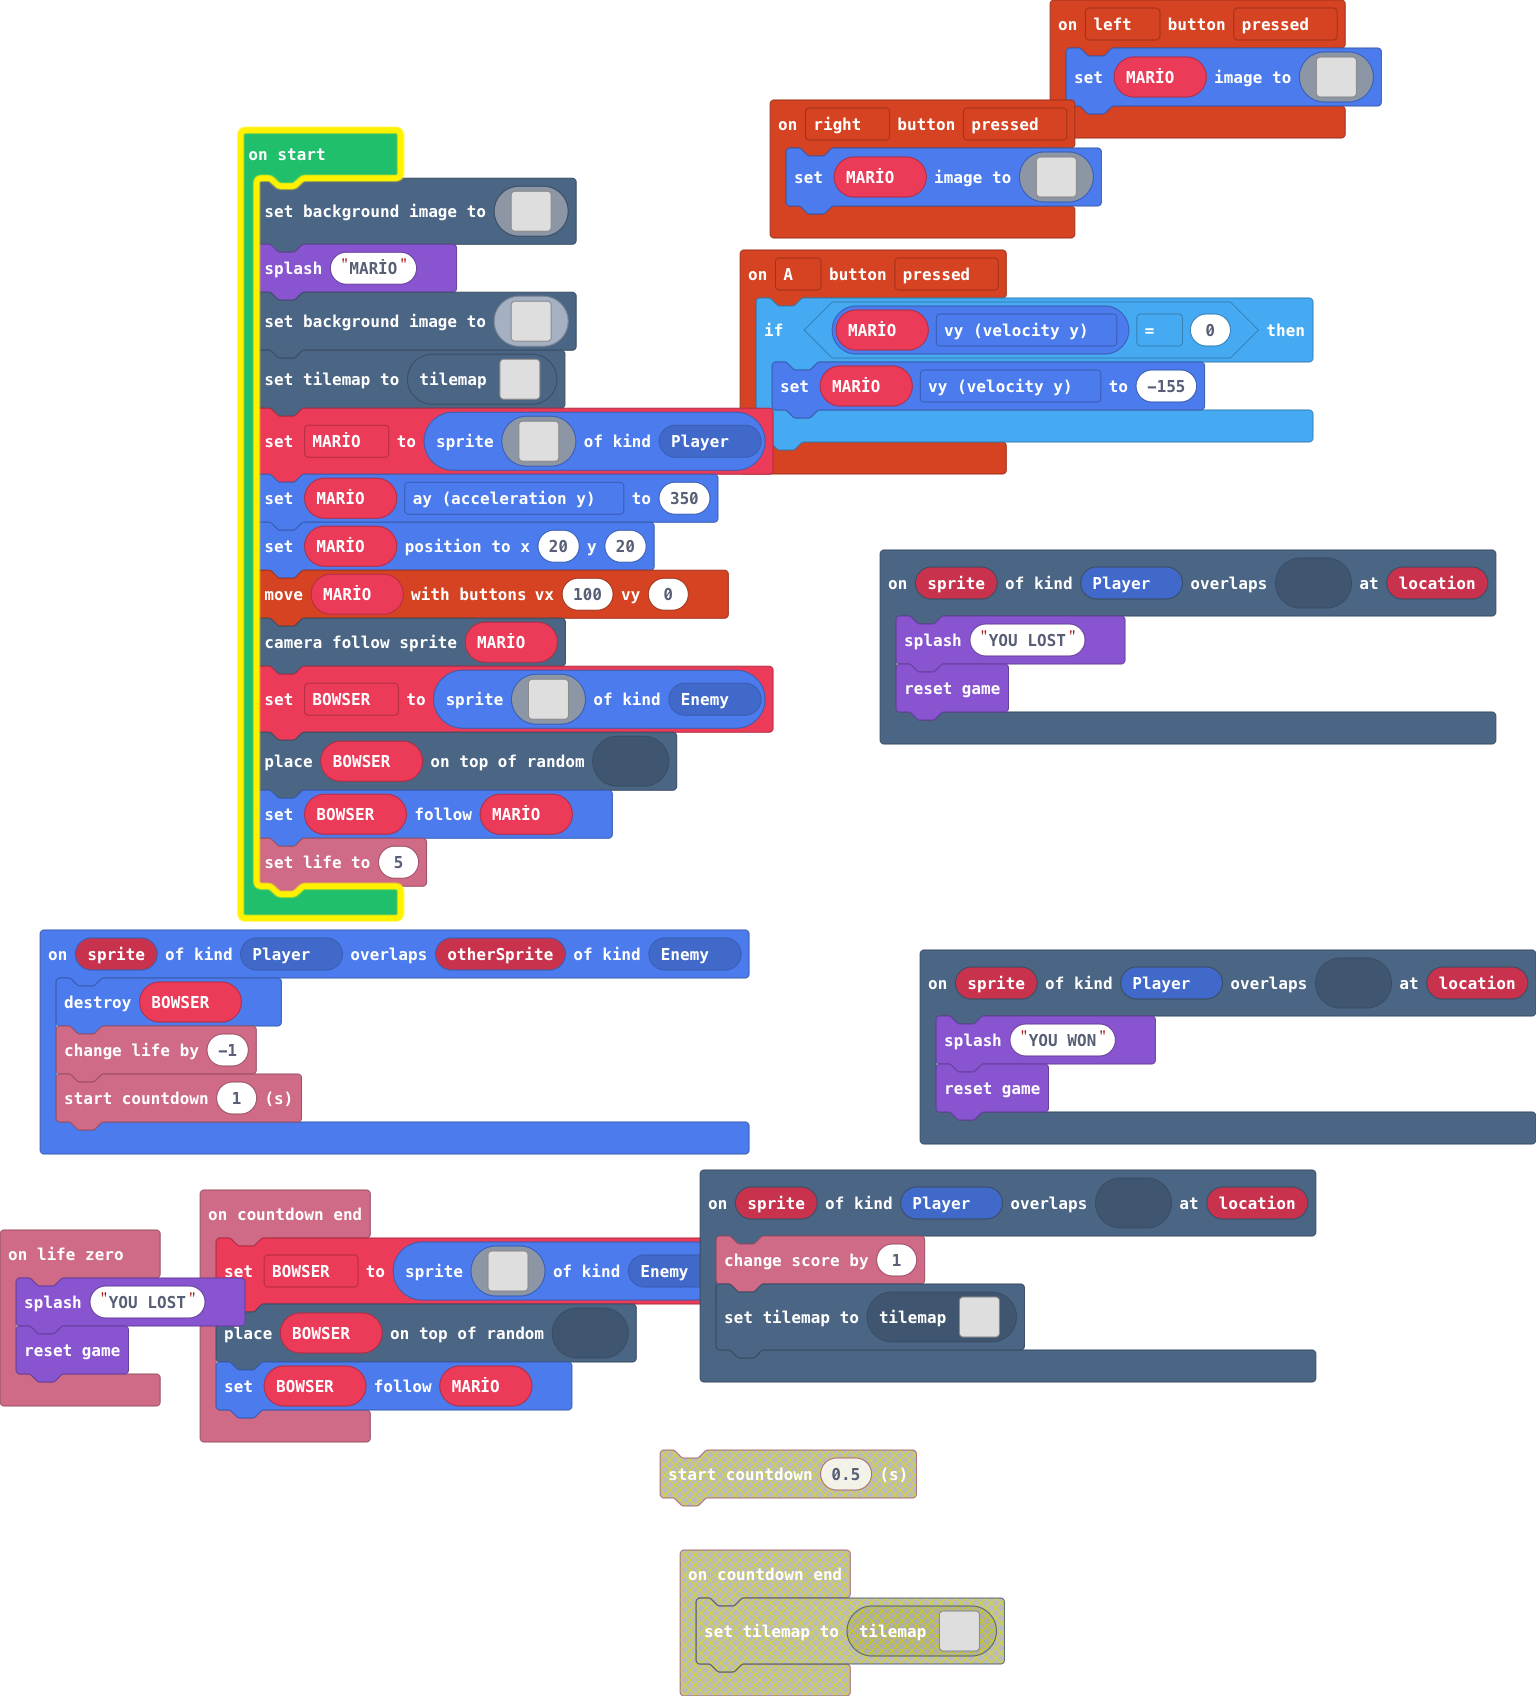 on left button pressed
set MARİO image to
on right button pressed
set MARİO image to
on start
set background image to
splash "MARİO"
set background image to
set tilemap to tilemap
set MARİO to sprite of kind Player
set MARİO ay (acceleration y) to 350
set MARİO position to x 20 y 20
move MARİO with buttons vx 100 vy 0
camera follow sprite MARİO
set BOWSER to sprite of kind Enemy
place BOWSER on top of random
set BOWSER follow MARİO
set life to 5
on A button pressed
if MARİO vy (velocity y) = 0 then
set MARİO vy (velocity y) to −155
on sprite of kind Player overlaps at location
splash "YOU LOST"
reset game
on sprite of kind Player overlaps otherSprite of kind Enemy
destroy BOWSER
change life by −1
start countdown 1 (s)
on sprite of kind Player overlaps at location
splash "YOU WON"
reset game
on life zero
splash "YOU LOST"
reset game
on countdown end
set BOWSER to sprite of kind Enemy
place BOWSER on top of random
set BOWSER follow MARİO
on sprite of kind Player overlaps at location
change score by 1
set tilemap to tilemap
start countdown 0.5 (s)
on countdown end
set tilemap to tilemap